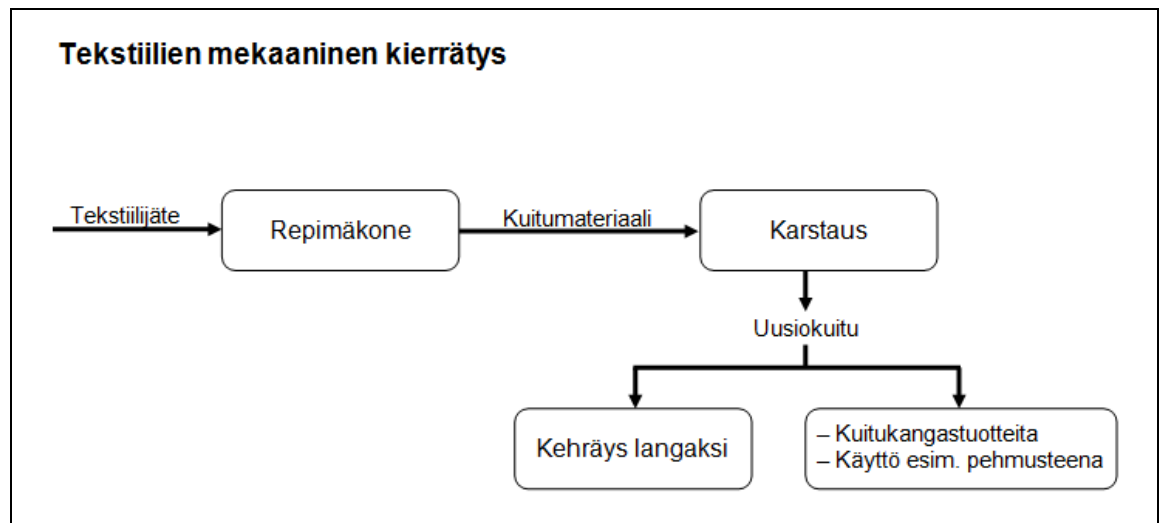 Tekstiilien mekaaninen kierrätys
Tekstiilijäte
Repimäkone
Kuitumateriaali
Karstaus
Uusiokuitu
Kehräys langaksi
– Kuitukangastuotteita
– Käyttö esim. pehmusteena